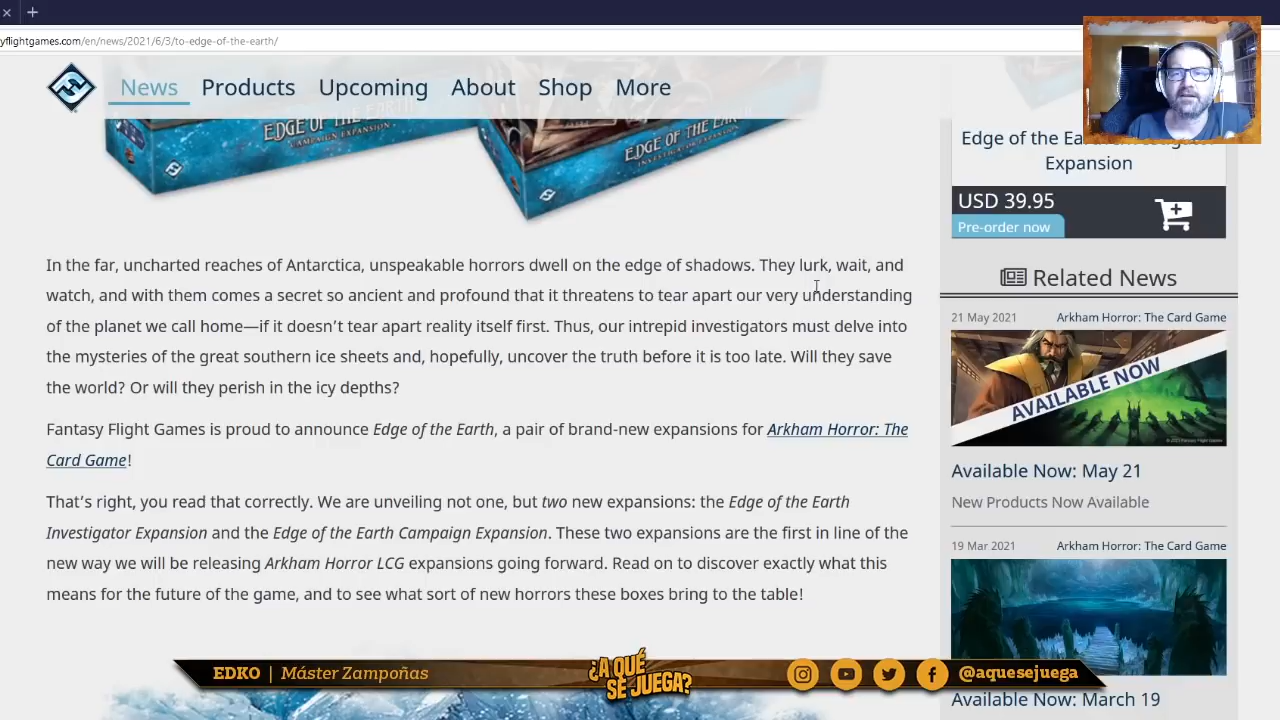 yflightgames.com/en/news/2021/6/3/to-edge-of-the-earth/
News Products Upcoming About Shop More
EDGE OF THE EARTH
CAMPAIGN EXPANSION
EDGE OF THE EARTH
INVESTIGATOR EXPANSION
In the far, uncharted reaches of Antarctica, unspeakable horrors dwell on the edge of shadows. They lurk, wait, and
watch, and with them comes a secret so ancient and profound that it threatens to tear apart our very understanding
of the planet we call home—if it doesn’t tear apart reality itself first. Thus, our intrepid investigators must delve into
the mysteries of the great southern ice sheets and, hopefully, uncover the truth before it is too late. Will they save
the world? Or will they perish in the icy depths?
Fantasy Flight Games is proud to announce Edge of the Earth, a pair of brand-new expansions for Arkham Horror: The
Card Game!
That’s right, you read that correctly. We are unveiling not one, but two new expansions: the Edge of the Earth
Investigator Expansion and the Edge of the Earth Campaign Expansion. These two expansions are the first in line of the
new way we will be releasing Arkham Horror LCG expansions going forward. Read on to discover exactly what this
means for the future of the game, and to see what sort of new horrors these boxes bring to the table!
Edge of the
Expansion
USD 39.95
Pre-order now
Related News
21 May 2021 Arkham Horror: The Card Game
AVAILABLE NOW
Available Now: May 21
New Products Now Available
19 Mar 2021 Arkham Horror: The Card Game
Available Now: March 19
EDKO | Máster Zampoñas
¿A QUÉ
SE JUEGA?
@aquesejuega